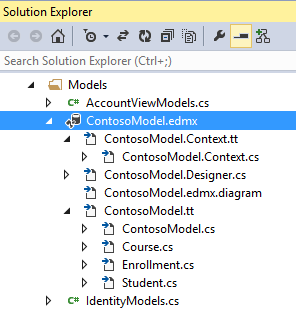 Solution Explorer
Search Solution Explorer (Ctrl+;)
Models
C# AccountViewModels.cs
ContosoModel.edmx
ContosoModel.Context.tt
ContosoModel.Context.cs
ContosoModel.Designer.cs
ContosoModel.edmx.diagram
ContosoModel.tt
ContosoModel.cs
Course.cs
Enrollment.cs
Student.cs
C# IdentityModels.cs